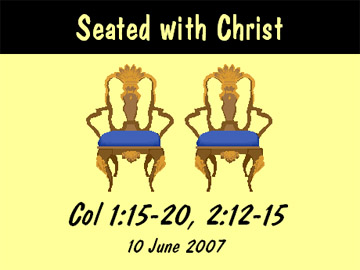 Seated with Christ
Col 1:15-20, 2:12-15
10 June 2007